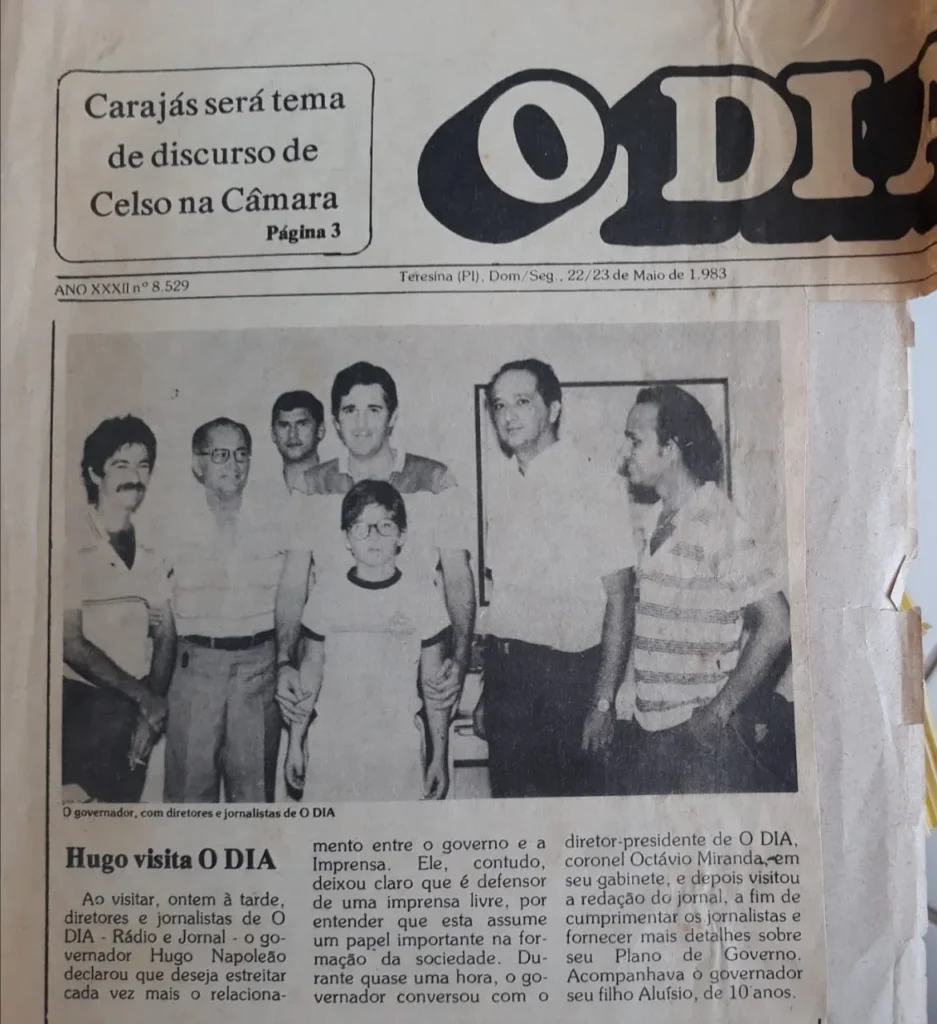 Carajás será tema
de discurso de
Celso na Câmara
Página 3
O DIA
ANO XXXII nº 8.529
Teresina (PI), Dom/Seg., 22/23 de Maio de 1.983
O governador, com diretores e jornalistas de O DIA
Hugo visita O DIA
Ao visitar, ontem à tarde,
diretores e jornalistas de O
DIA - Rádio e Jornal - o go-
vernador Hugo Napoleão
declarou que deseja estreitar
cada vez mais o relaciona-
mento entre o governo e a
Imprensa. Ele, contudo,
deixou claro que é defensor
de uma imprensa livre, por
entender que esta assume
um papel importante na for-
mação da sociedade. Du-
rante quase uma hora, o go-
vernador conversou com o
diretor-presidente de O DIA,
coronel Octávio Miranda, em
seu gabinete, e depois visitou
a redação do jornal, a fim de
cumprimentar os jornalistas e
fornecer mais detalhes sobre
seu Plano de Governo.
Acompanhava o governador
seu filho Aluísio, de 10 anos.